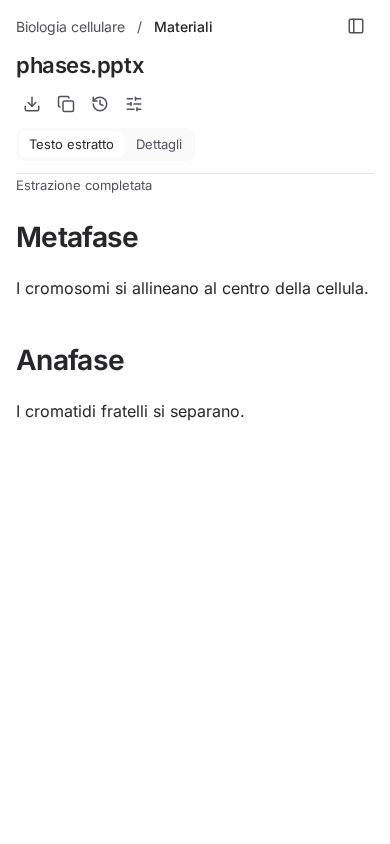 Biologia cellulare / Materiali
phases.pptx
Testo estratto Dettagli
Estrazione completata
Metafase
I cromosomi si allineano al centro della cellula.
Anafase
I cromatidi fratelli si separano.